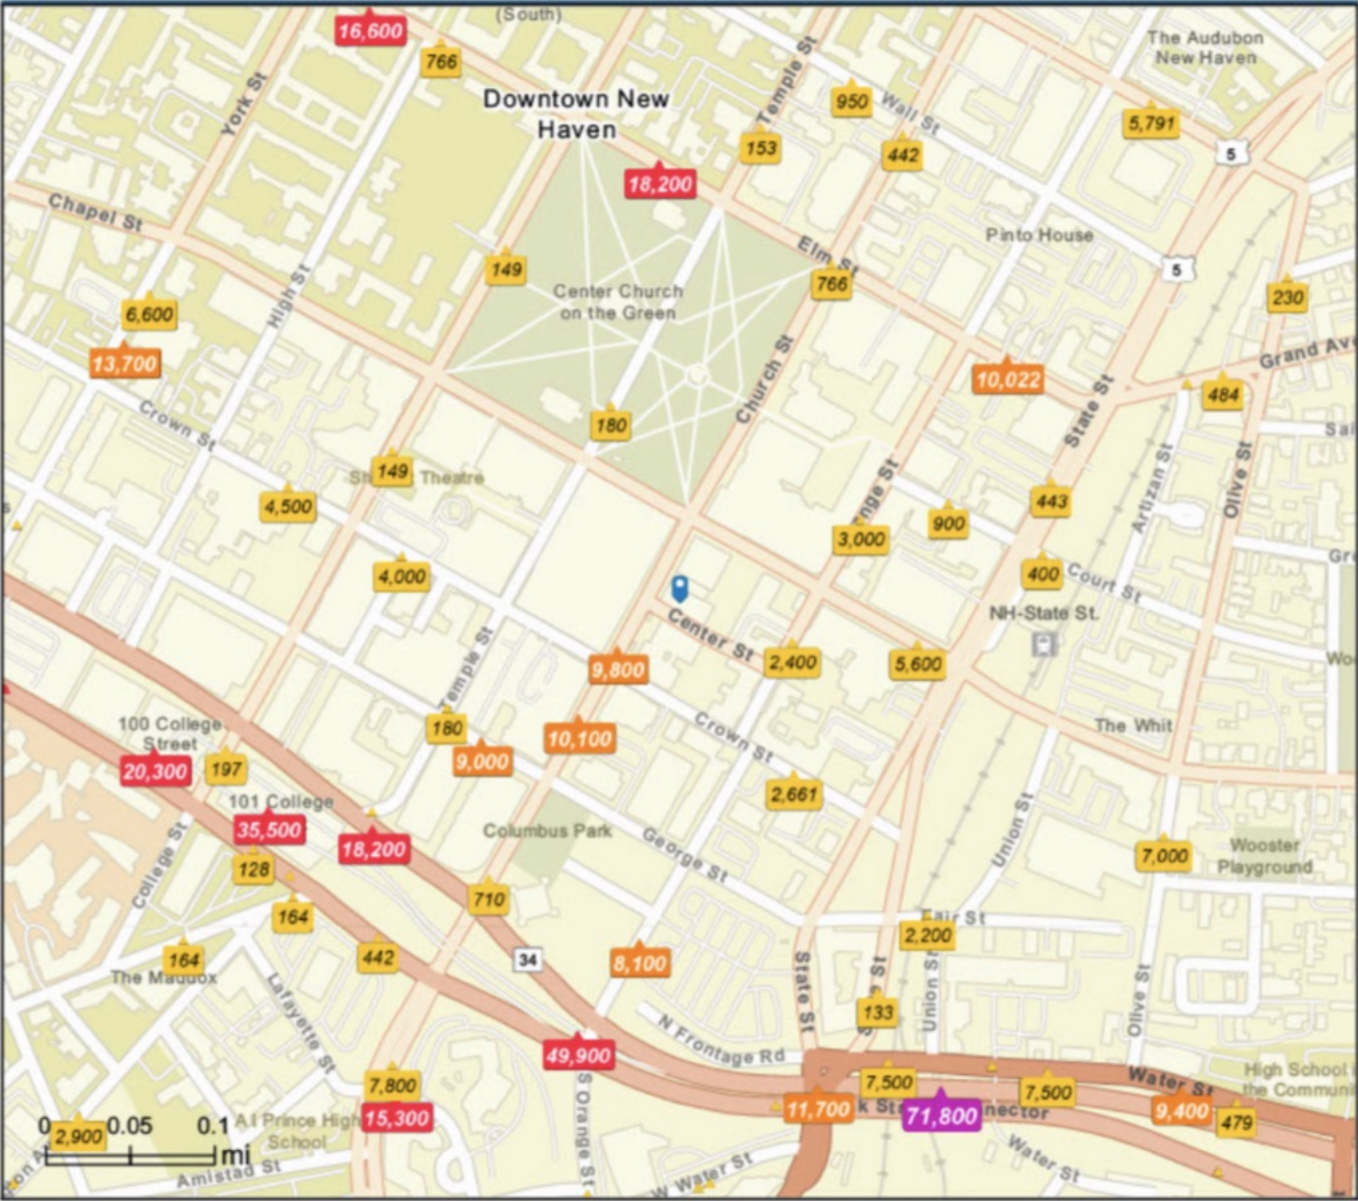 (South)
16,600
766
The Audubon
New Haven
York St
Downtown New
Haven
Temple St
950
Wall St
5,791
153
442
5
18,200
Chapel St
Pinto House
Elm St
149
5
766
Center Church
on the Green
High St
6,600
230
13,700
Church St
10,022
Grand Ave
State St
484
Crown St
180
149
Theatre
4,500
443
Olive St
Artizan St
900
3,000
4,000
400
Court St
NH-State St.
Center St
Temple St
9,800
2,400
5,600
100 College
Street
180
10,100
Crown St
The Whit
9,000
20,300
197
2,661
101 College
35,500
18,200
Columbus Park
George St
Union St
College St
128
7,000
Wooster
Playground
710
164
Fair St
2,200
442
34
8,100
164
The Maddox
Lafayette St
State St
Union St
Olive St
133
N Frontage Rd
49,900
7,800
7,500
7,500
Water St
High School
the Communi
15,300
11,700
71,800
9,400
479
S Orange St
0 0.05 0.1
mi
2,900
Prince High
School
Amistad St
W Water St
Water St